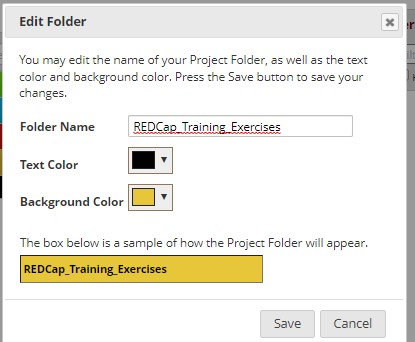 Edit Folder
You may edit the name of your Project Folder, as well as the text
color and background color. Press the Save button to save your
changes.
Folder Name REDCap_Training_Exercises
Text Color
Background Color
The box below is a sample of how the Project Folder will appear.
REDCap_Training_Exercises
Save Cancel